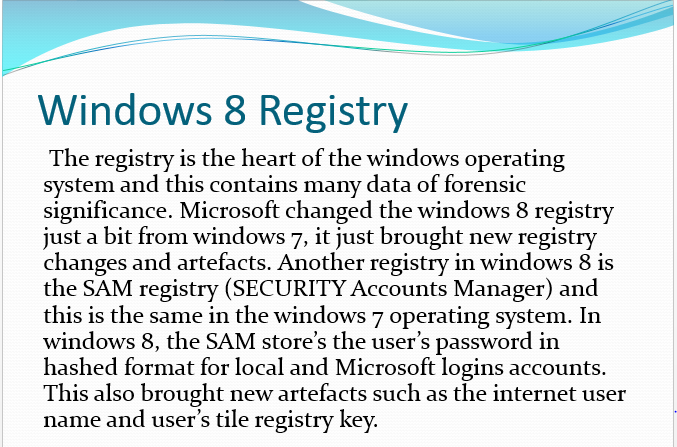 Windows 8 Registry
The registry is the heart of the windows operating
system and this contains many data of forensic
significance. Microsoft changed the windows 8 registry
just a bit from windows 7, it just brought new registry
changes and artefacts. Another registry in windows 8 is
the SAM registry (SECURITY Accounts Manager) and
this is the same in the windows 7 operating system. In
windows 8, the SAM store’s the user’s password in
hashed format for local and Microsoft logins accounts.
This also brought new artefacts such as the internet user
name and user’s tile registry key.